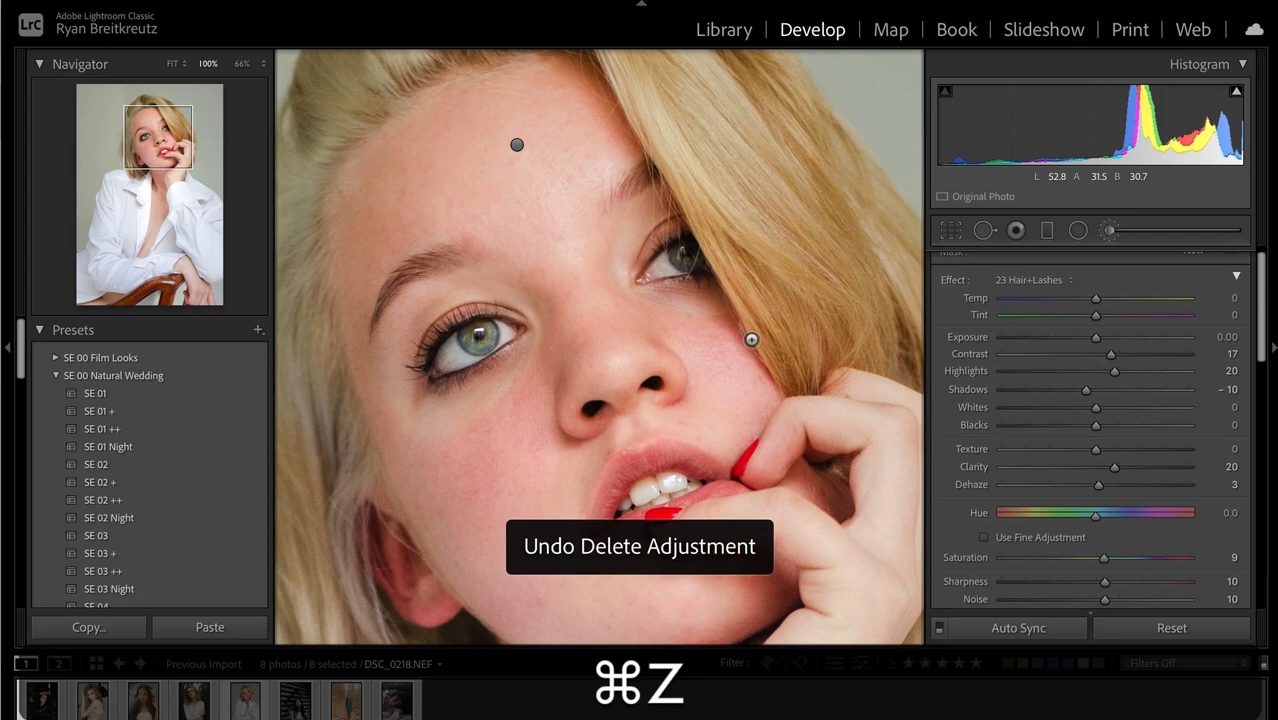 LrC
Adobe Lightroom Classic
Ryan Breitkreutz
Library | Develop | Map | Book | Slideshow | Print | Web |
Navigator FIT 100% 66%
Histogram
L 52.8 A 31.5 B 30.7
Original Photo
Effect : 23 Hair+Lashes
Temp 0
Tint 0
Exposure 0.00
Contrast 17
Highlights 20
Shadows – 10
Whites 0
Blacks 0
Texture 0
Clarity 20
Dehaze 3
Hue 0.0
Use Fine Adjustment
Saturation 9
Sharpness 10
Noise 10
Presets +
SE 00 Film Looks
SE 00 Natural Wedding
SE 01
SE 01 +
SE 01 ++
SE 01 Night
SE 02
SE 02 +
SE 02 ++
SE 02 Night
SE 03
SE 03 +
SE 03 ++
SE 03 Night
SE 04
Undo Delete Adjustment
Copy... Paste
Auto Sync Reset
1 2 Previous Import 8 photos / 8 selected / DSC_0218.NEF Filter : Filters Off
⌘Z